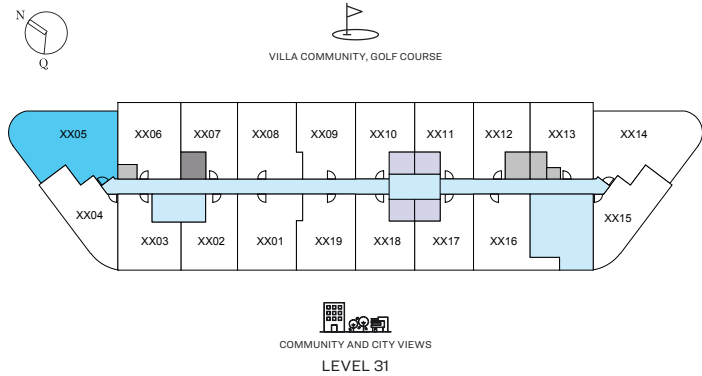 N
Q
VILLA COMMUNITY, GOLF COURSE
XX05 XX06 XX07 XX08 XX09 XX10 XX11 XX12 XX13 XX14
XX04 XX15
XX03 XX02 XX01 XX19 XX18 XX17 XX16
COMMUNITY AND CITY VIEWS
LEVEL 31